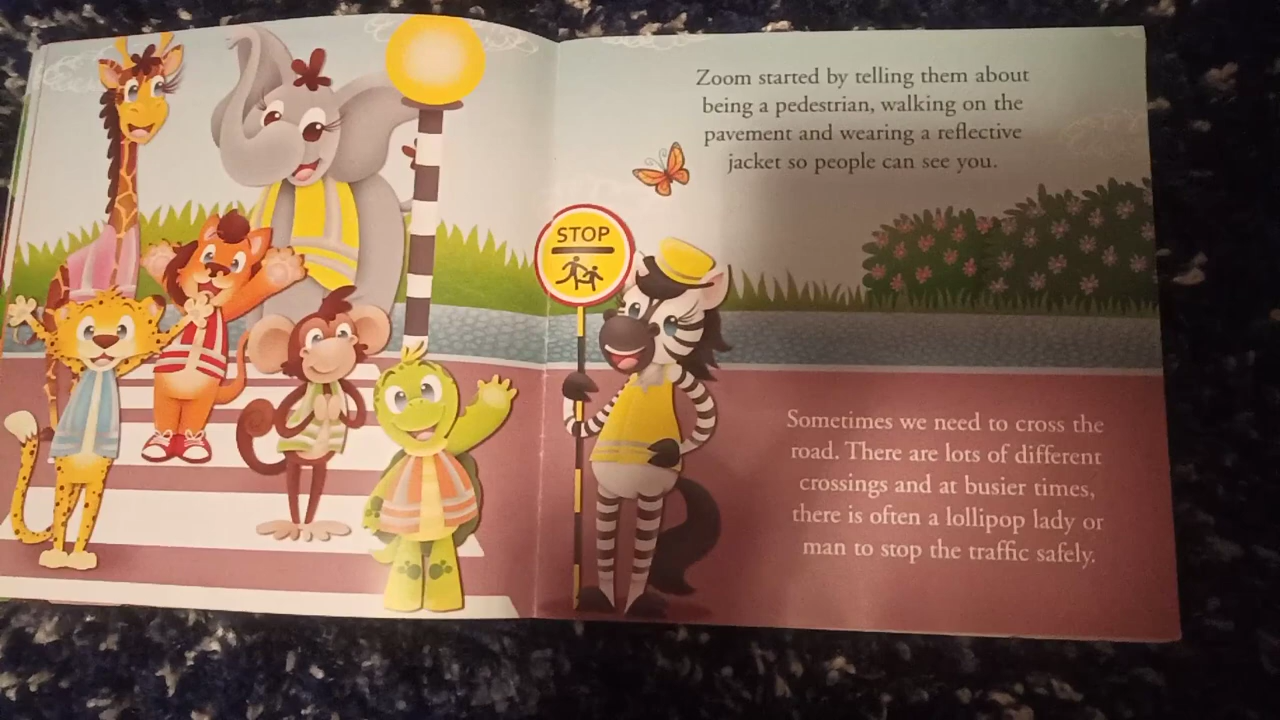 Zoom started by telling them about
being a pedestrian, walking on the
pavement and wearing a reflective
jacket so people can see you.
STOP
Sometimes we need to cross the
road. There are lots of different
crossings and at busier times,
there is often a lollipop lady or
man to stop the traffic safely.